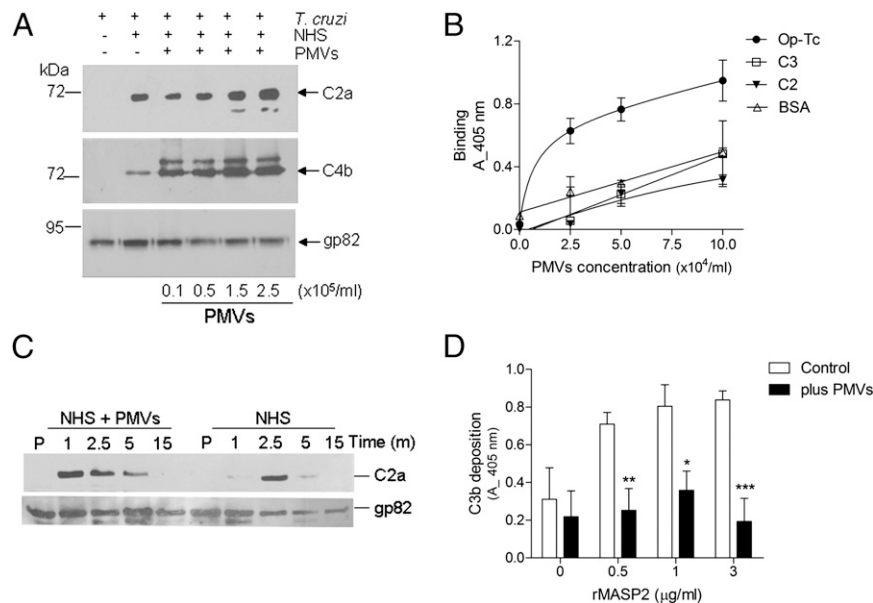 A
+ + + + + + T. cruzi
- + + + + + NHS
- - + + + + PMVs
kDa
72
C2a
72
C4b
95
gp82
0.1 0.5 1.5 2.5 (x10⁵/ml)
PMVs
B
Op-Tc
C3
C2
BSA
Binding
A_405 nm
1.2
0.8
0.4
0.0
0.0 2.5 5.0 7.5 10.0
PMVs concentration (x10⁴/ml)
C
NHS + PMVs NHS
P 1 2.5 5 15 P 1 2.5 5 15 Time (m)
C2a
gp82
D
Control
plus PMVs
C3b deposition
(A_ 405 nm)
1.0
0.8
0.6
0.4
0.2
0.0
** * ***
0 0.5 1 3
rMASP2 (μg/ml)